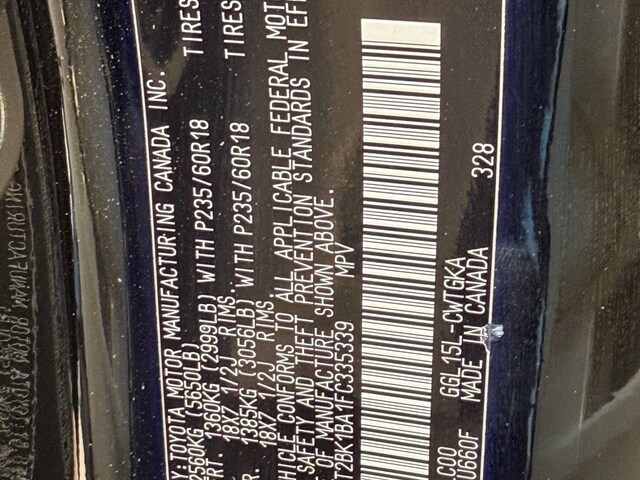 Y: TOYOTA MOTOR MANUFACTURING CANADA INC.
2560KG (5650LB)
RT. 1360KG (2999LB) WITH P235/60R18 TIRES
18X7 1/2J RIMS.
1385KG (3056LB) WITH P235/60R18 TIRES
18X7 1/2J RIMS.
HICLE CONFORMS TO ALL APPLICABLE FEDERAL MOT
SAFETY AND THEFT PREVENTION STANDARDS IN EFF
OF MANUFACTURE SHOWN ABOVE.
T2BK1BA1FC335339 MPV
328
GGL15L-CWTGKA
LC00 MADE IN CANADA
U660F